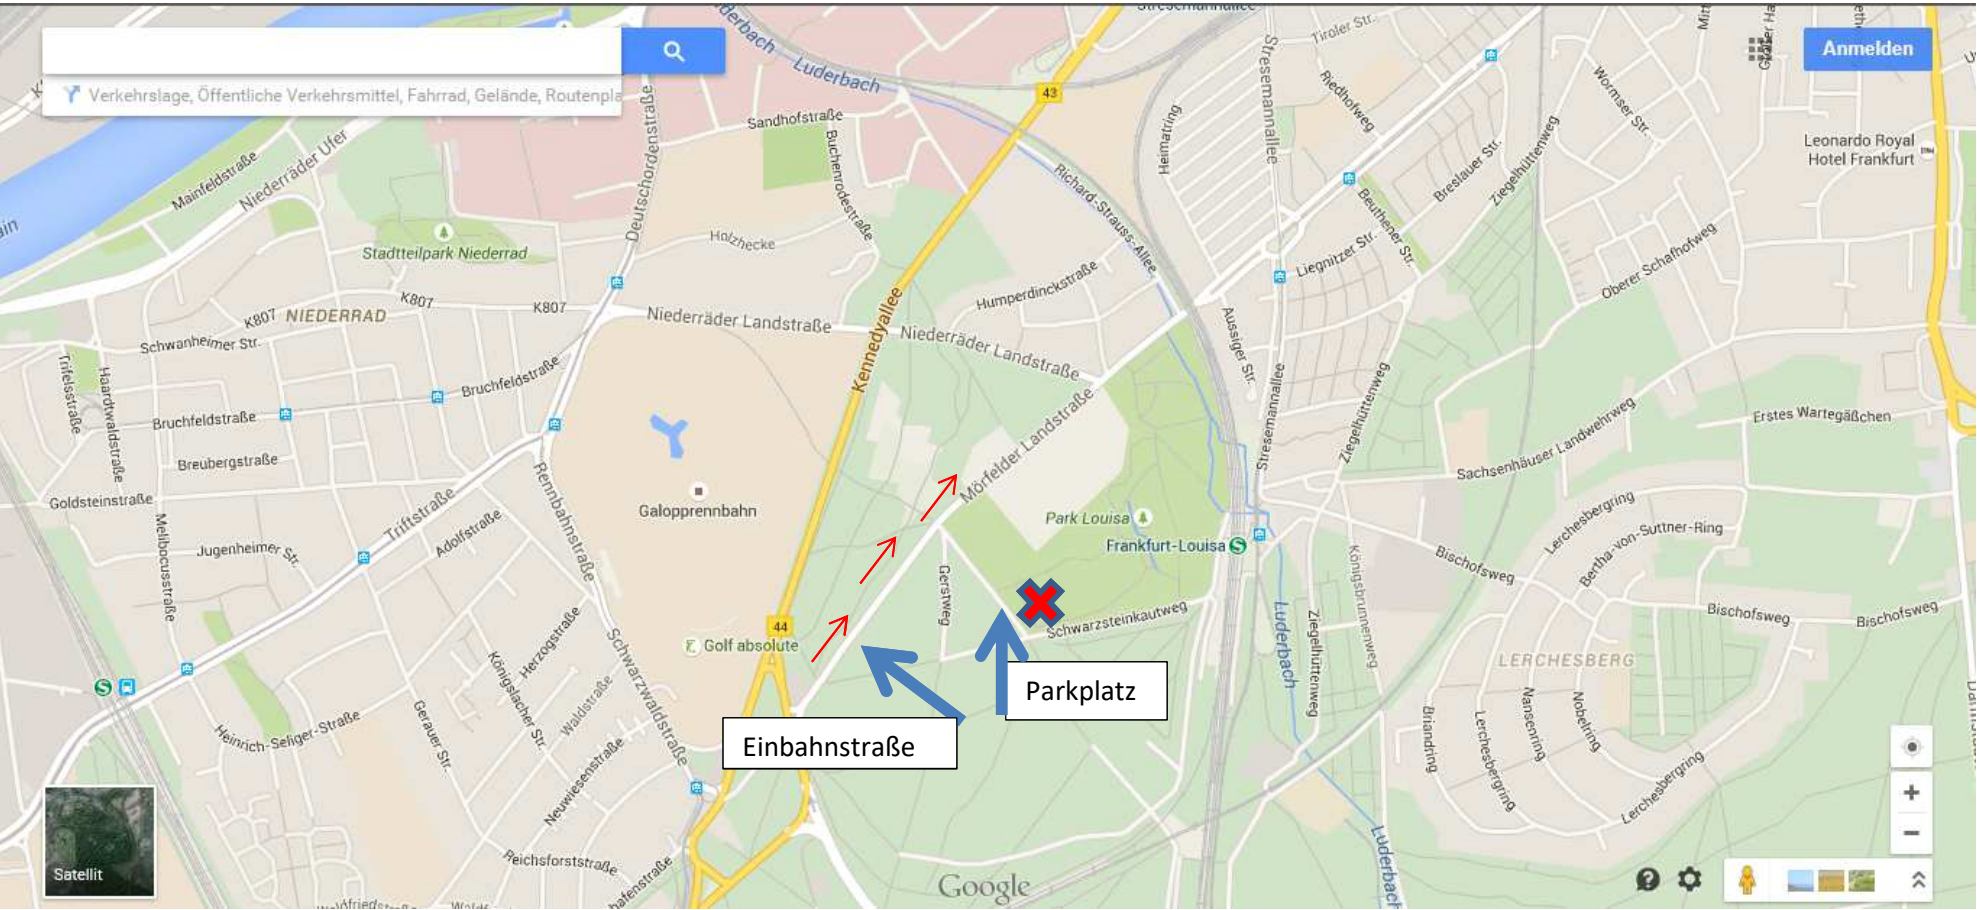 Stresemannallee
Anmelden
Verkehrslage, Öffentliche Verkehrsmittel, Fahrrad, Gelände, Routenpla
Luderbach
Tiroler Str.
Stresemannallee
Riedhofweg
Wormser Str.
43
Sandhofstraße
Buchenrodestraße
Deutschordenstraße
Niederräder Ufer
Mainfeldstraße
Heimatring
Breslauer Str.
Ziegelhüttenweg
Leonardo Royal
Hotel Frankfurt
Richard-Strauss-Allee
Beuthener Str.
Stadtteilpark Niederrad
Holzhecke
Liegnitzer Str.
Oberer Schafhofweg
Humperdinckstraße
K807
K807
K807
NIEDERRAD
Niederräder Landstraße
Niederräder Landstraße
Kennedyallee
Schwanheimer Str.
Aussiger Str.
Trifelsstraße
Haardtwaldstraße
Bruchfeldstraße
Bruchfeldstraße
Stresemannallee
Ziegelhüttenweg
Erstes Wartegäßchen
Mörfelder Landstraße
Sachsenhäuser Landwehrweg
Breubergstraße
Goldsteinstraße
Triftstraße
Rennbahnstraße
Galopprennbahn
Park Louisa
Frankfurt-Louisa
Lerchesbergring
Bertha-von-Suttner-Ring
Melibocusstraße
Jugenheimer Str.
Adolfstraße
Gerstweg
Königsbrunnenweg
Bischofsweg
Bischofsweg
Bischofsweg
Schwarzsteinkautweg
Luderbach
Ziegelhüttenweg
44
Golf absolute
Herzogstraße
Königslacher Str.
Schwarzwaldstraße
LERCHESBERG
Parkplatz
Einbahnstraße
Waldstraße
Gerauer Str.
Heinrich-Seliger-Straße
Neuwiesenstraße
Briandring
Lerchesbergring
Nansenring
Nobelring
Lerchesbergring
Reichsforststraße
Luderbach
Satellit
Google